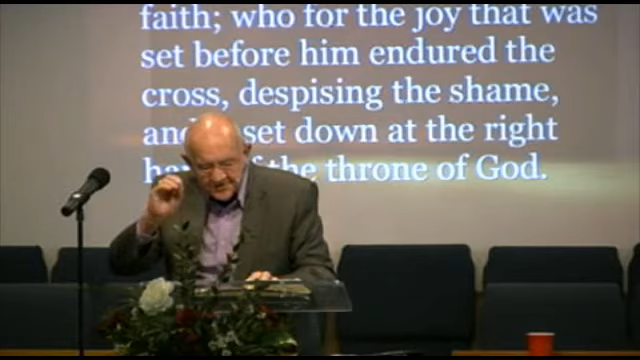 faith; who for the joy that was
set before him endured the
cross, despising the shame,
and set down at the right
the throne of God.